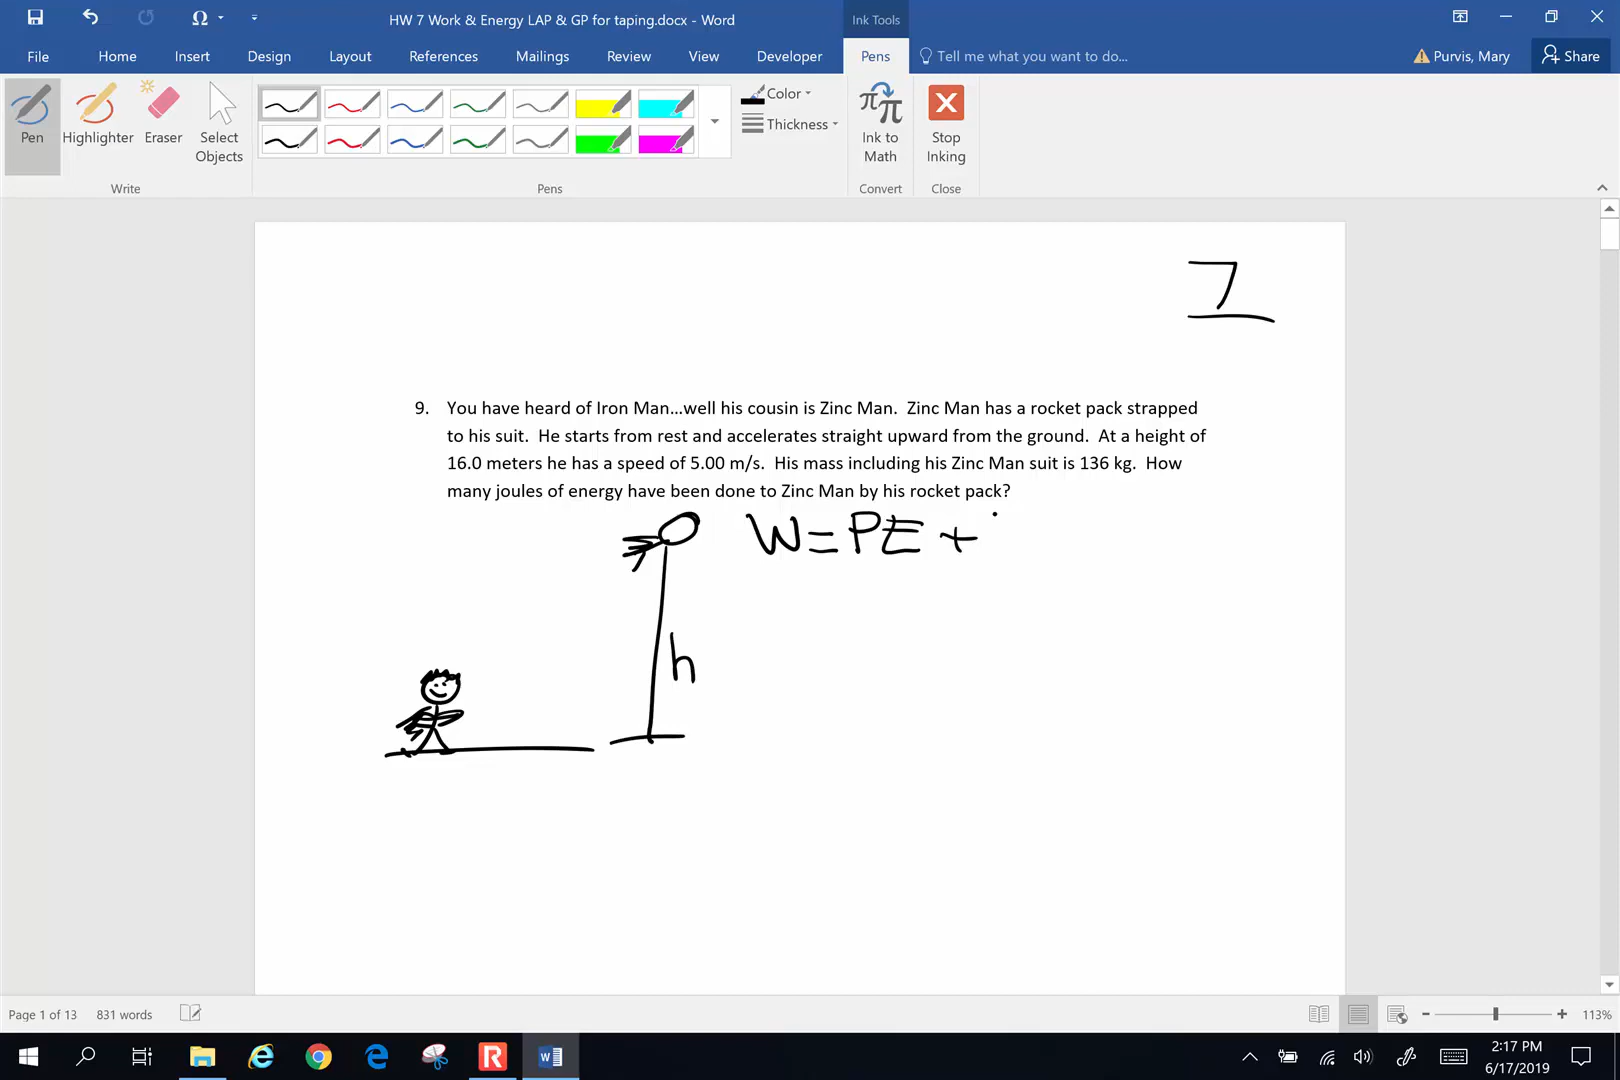 HW 7 Work & Energy LAP & GP for taping.docx - Word
Ink Tools
File Home Insert Design Layout References Mailings Review View Developer Pens Tell me what you want to do... Purvis, Mary Share
Pen Highlighter Eraser Select Objects
Color
Thickness
Ink to Math
Stop Inking
Write Pens Convert Close
7
9. You have heard of Iron Man...well his cousin is Zinc Man. Zinc Man has a rocket pack strapped
to his suit. He starts from rest and accelerates straight upward from the ground. At a height of
16.0 meters he has a speed of 5.00 m/s. His mass including his Zinc Man suit is 136 kg. How
many joules of energy have been done to Zinc Man by his rocket pack?
W=PE +
h
Page 1 of 13 831 words 113%
2:17 PM
6/17/2019